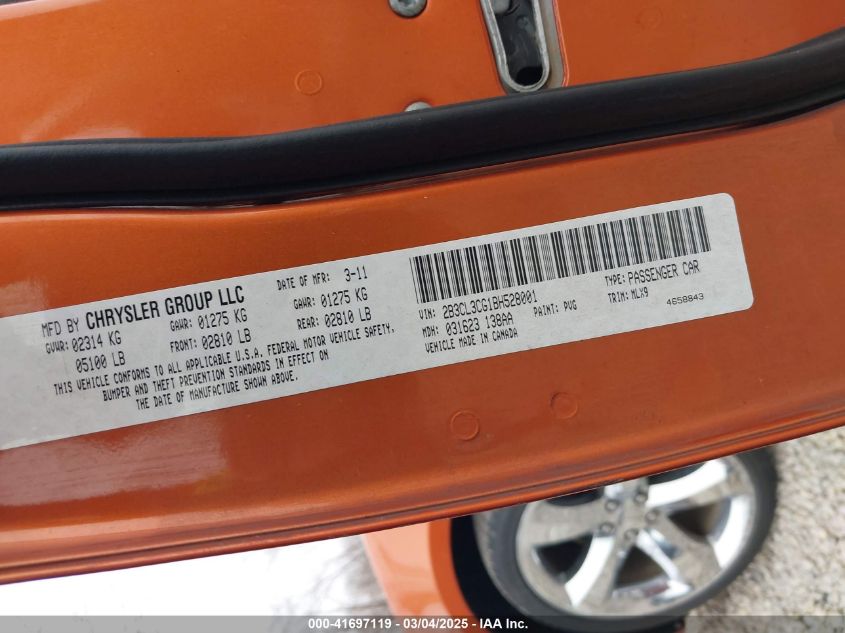 MFD BY CHRYSLER GROUP LLC DATE OF MFR: 3-11
GVWR: 02314 KG GAWR: 01275 KG GAWR: 01275 KG
05100 LB FRONT: 02810 LB REAR: 02810 LB
THIS VEHICLE CONFORMS TO ALL APPLICABLE U.S.A. FEDERAL MOTOR VEHICLE SAFETY,
BUMPER AND THEFT PREVENTION STANDARDS IN EFFECT ON
THE DATE OF MANUFACTURE SHOWN ABOVE.
VIN: 2B3CL3CG1BH528001 TYPE: PASSENGER CAR
MDH: 031623 138AA PAINT: PVG TRIM: MLX9
VEHICLE MADE IN CANADA 4658843
000-41697119 — 03/04/2025 — IAA Inc.